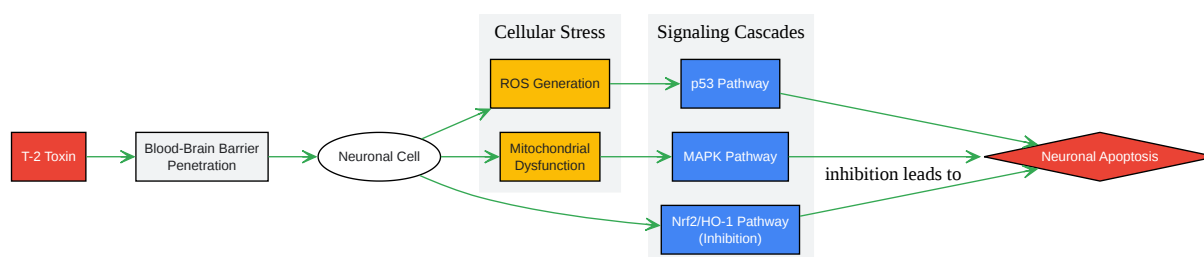 Cellular Stress
Signaling Cascades
ROS Generation
p53 Pathway
T-2 Toxin
Blood-Brain Barrier
Penetration
Neuronal Cell
Mitochondrial
Dysfunction
MAPK Pathway
inhibition leads to
Neuronal Apoptosis
Nrf2/HO-1 Pathway
(Inhibition)